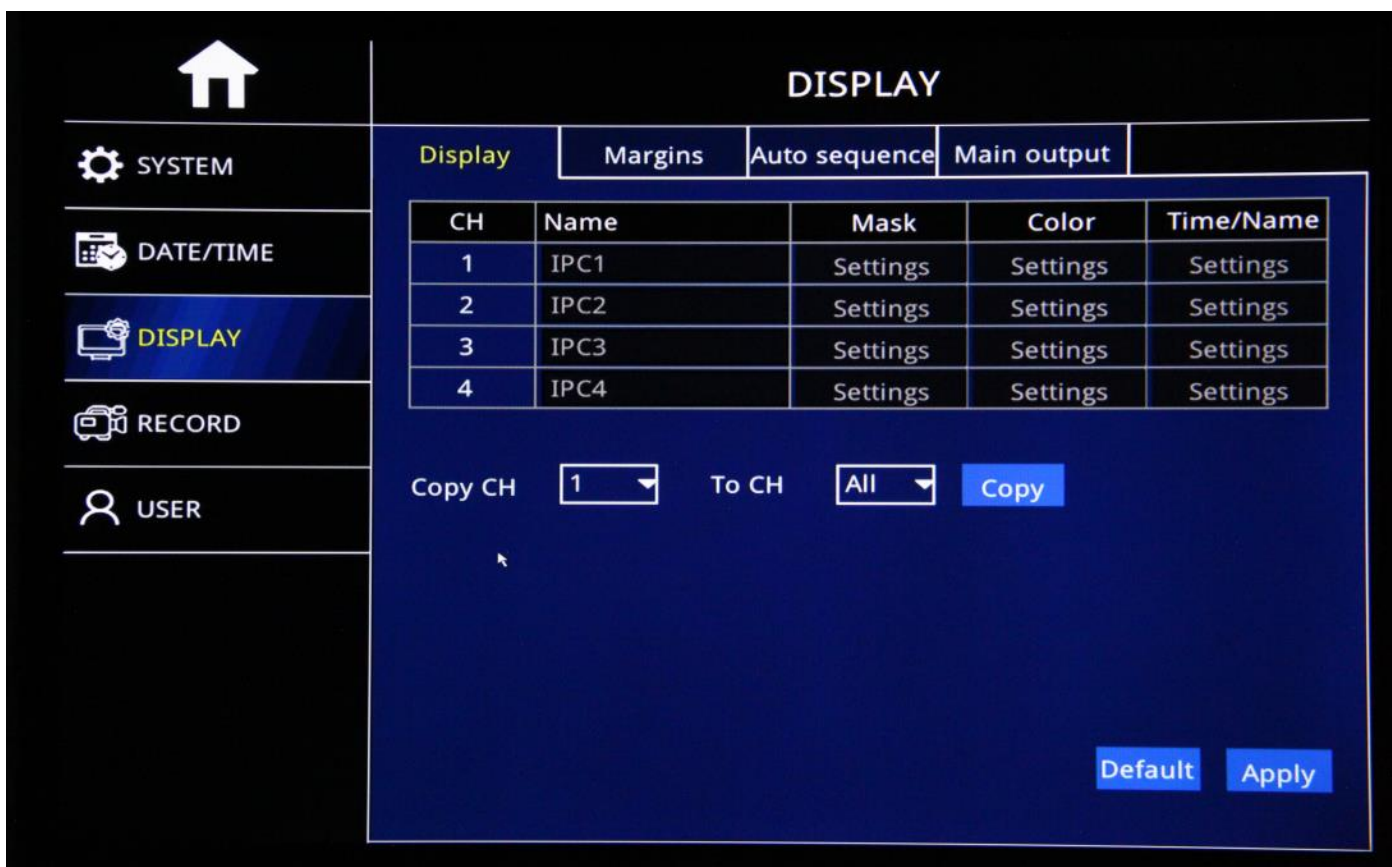 DISPLAY
SYSTEM
DATE/TIME
DISPLAY
RECORD
USER
Display Margins Auto sequence Main output
CH Name Mask Color Time/Name
1 IPC1 Settings Settings Settings
2 IPC2 Settings Settings Settings
3 IPC3 Settings Settings Settings
4 IPC4 Settings Settings Settings
Copy CH 1 To CH All Copy
Default Apply